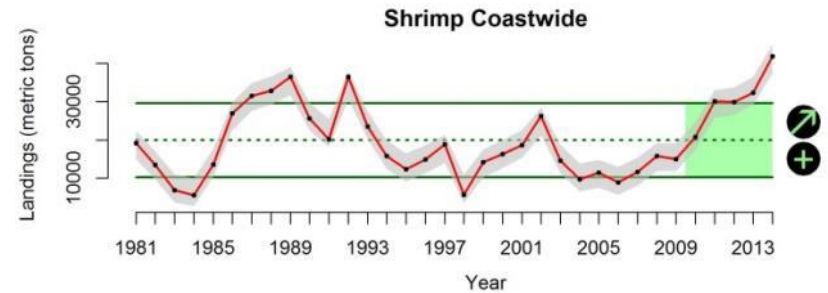 Shrimp Coastwide
Landings (metric tons)
30000
10000
1981 1985 1989 1993 1997 2001 2005 2009 2013
Year